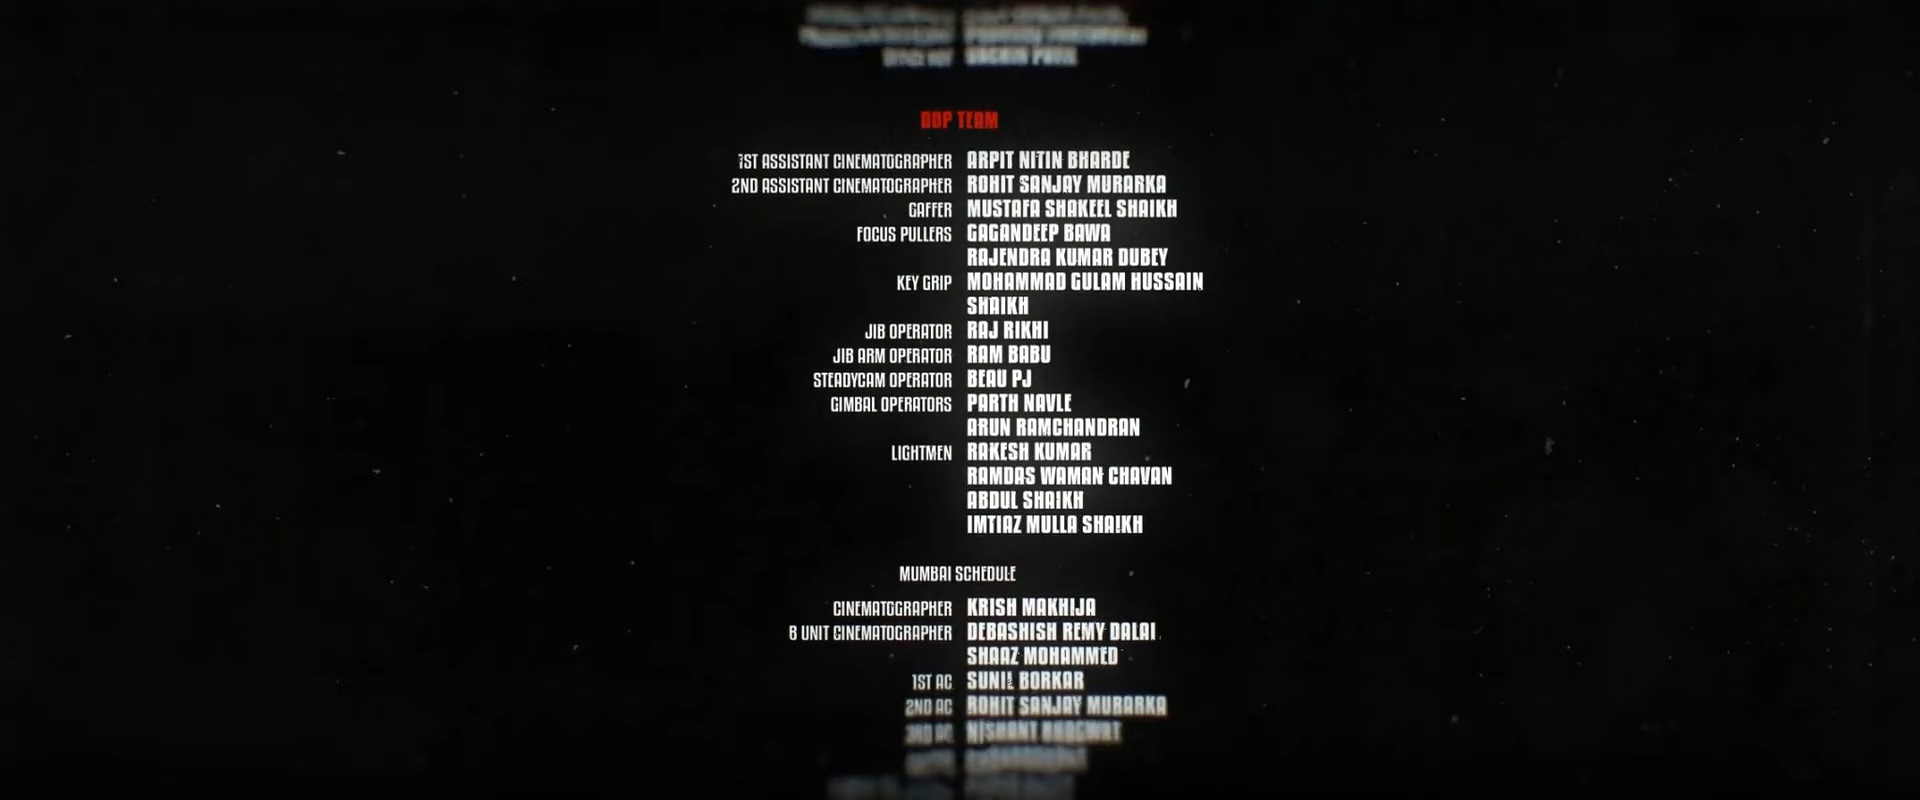 DOP TEAM
1ST ASSISTANT CINEMATOGRAPHER ARPIT NITIN BHARDE
2ND ASSISTANT CINEMATOGRAPHER ROHIT SANJAY MURARKA
GAFFER MUSTAFA SHAKEEL SHAIKH
FOCUS PULLERS GAGANDEEP BAWA
RAJENDRA KUMAR DUBEY
KEY GRIP MOHAMMAD GULAM HUSSAIN
SHAIKH
JIB OPERATOR RAJ RIKHI
JIB ARM OPERATOR RAM BABU
STEADYCAM OPERATOR BEAU PJ
GIMBAL OPERATORS PARTH NAVLE
ARUN RAMCHANDRAN
LIGHTMEN RAKESH KUMAR
RAMDAS WAMAN CHAVAN
ABDUL SHAIKH
IMTIAZ MULLA SHAIKH
MUMBAI SCHEDULE
CINEMATOGRAPHER KRISH MAKHIJA
B UNIT CINEMATOGRAPHER DEBASHISH REMY DALAI
SHAAZ MOHAMMED
1ST AC SUNIL BORKAR
2ND AC ROHIT SANJAY MURARKA
3RD AC NISHANT